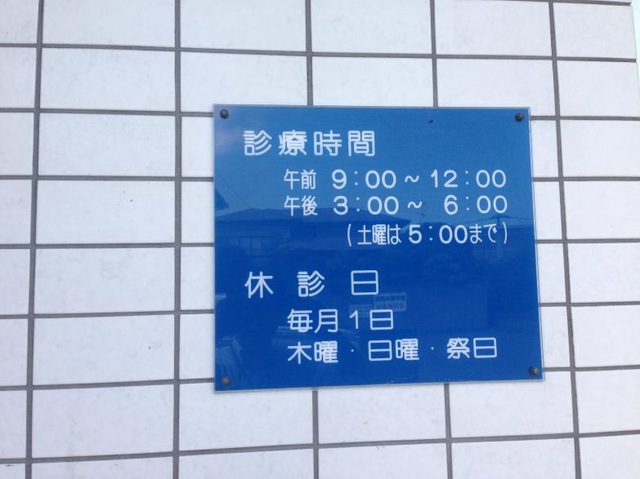 診療時間
午前 9:00～12:00
午後 3:00～ 6:00
(土曜は5:00まで)
休診日
毎月1日
木曜・日曜・祭日